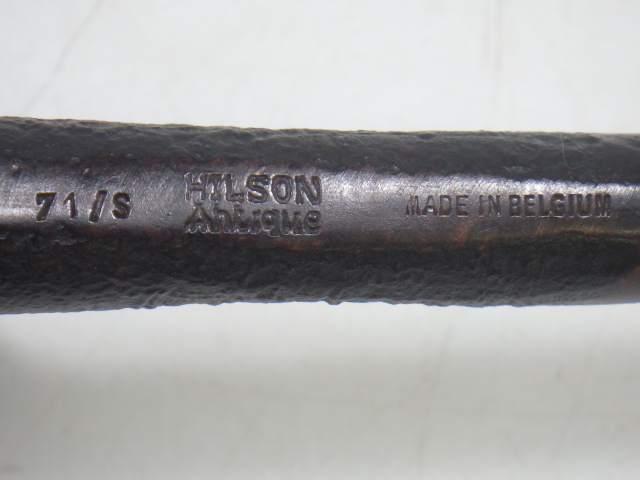 71/S
HILSON
Antique
MADE IN BELGIUM